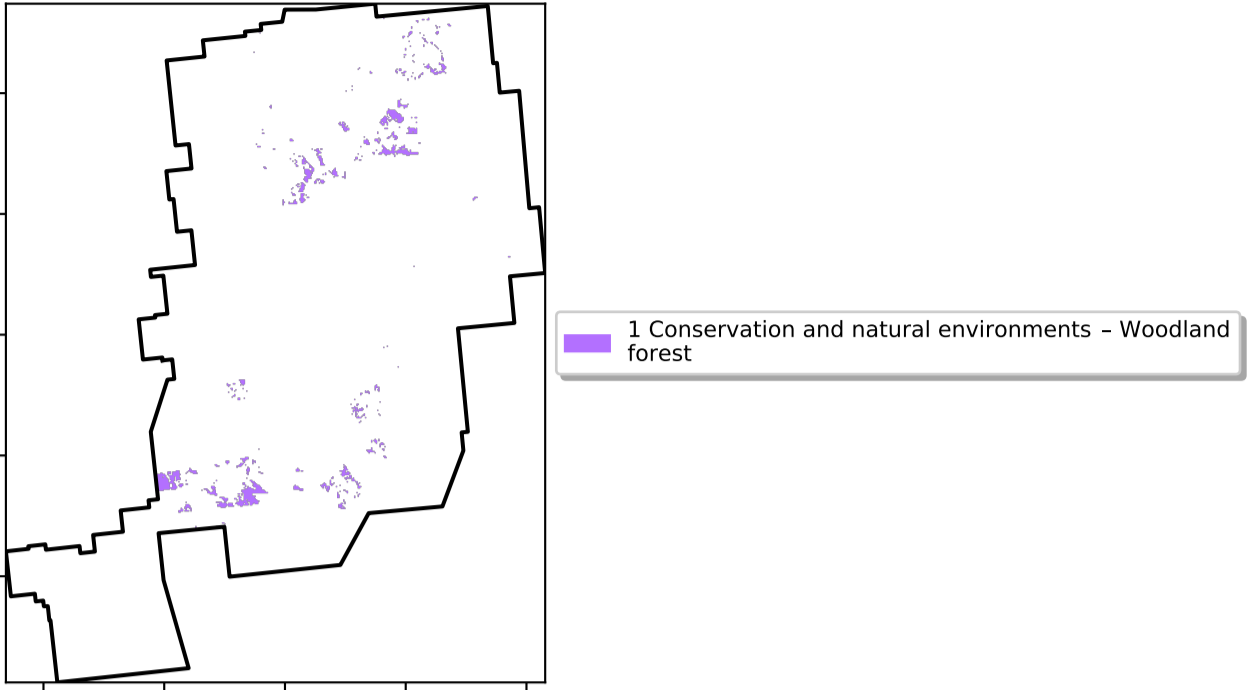 1 Conservation and natural environments – Woodland
forest